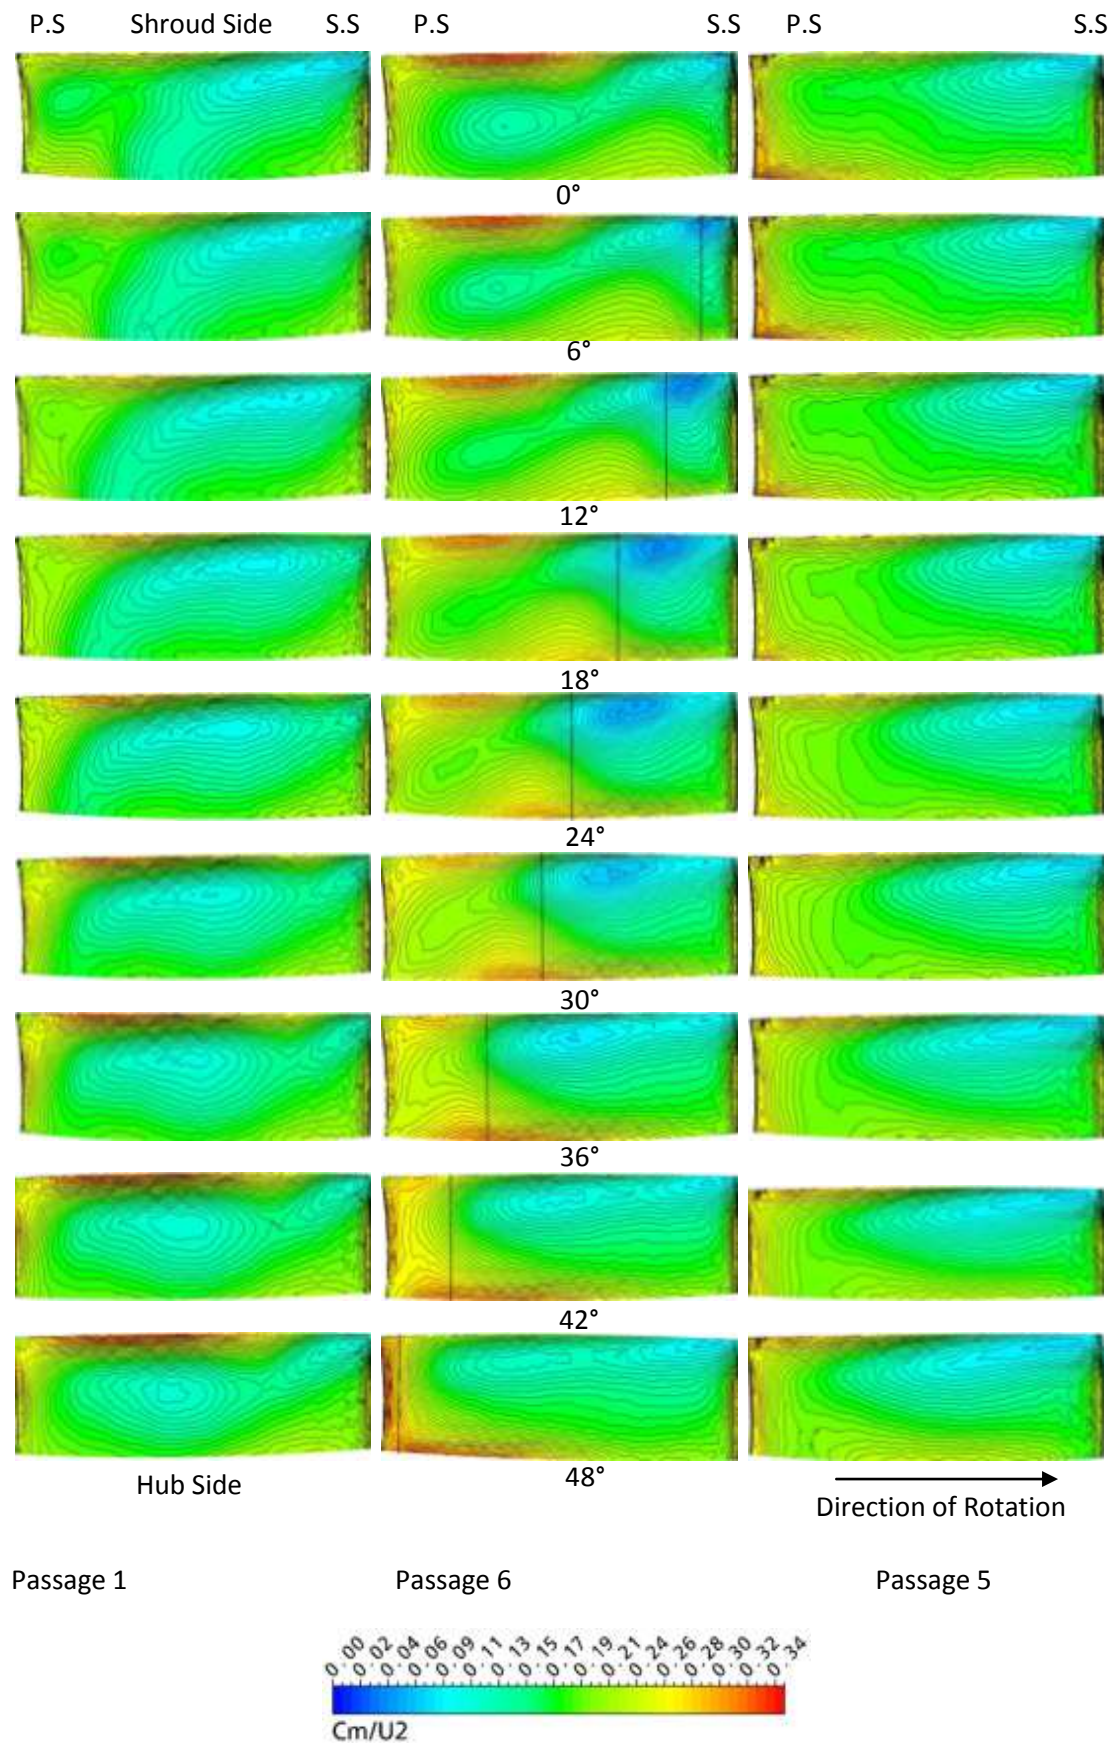 P.S Shroud Side S.S P.S S.S P.S S.S
0°
6°
12°
18°
24°
30°
36°
42°
48°
Hub Side
Direction of Rotation
Passage 1 Passage 6 Passage 5
0.00 0.02 0.04 0.06 0.09 0.11 0.13 0.15 0.17 0.19 0.21 0.24 0.26 0.28 0.30 0.32 0.34
Cm/U2